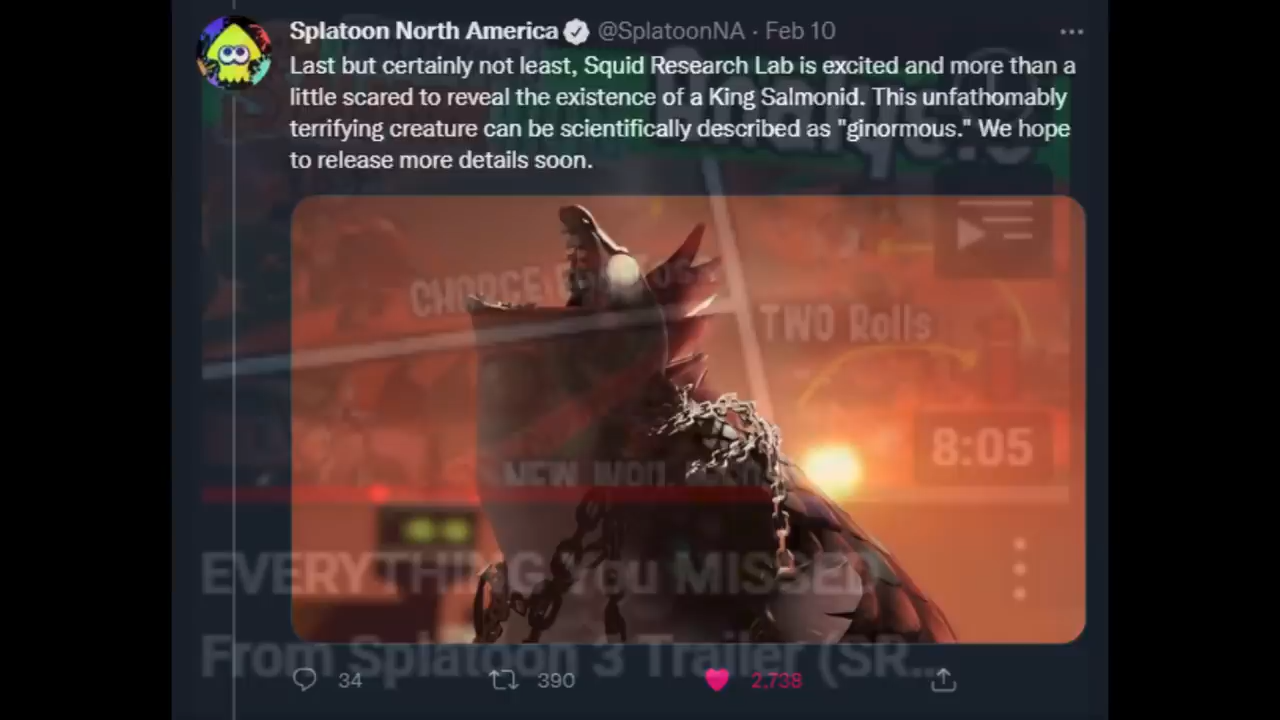 Splatoon North America @SplatoonNA · Feb 10
Last but certainly not least, Squid Research Lab is excited and more than a
little scared to reveal the existence of a King Salmonid. This unfathomably
terrifying creature can be scientifically described as "ginormous." We hope
to release more details soon.
TWO Rolls
8:05
EVERYTHING You MISSED
From Splatoon 3 Trailer (SR...
34 390 2,738